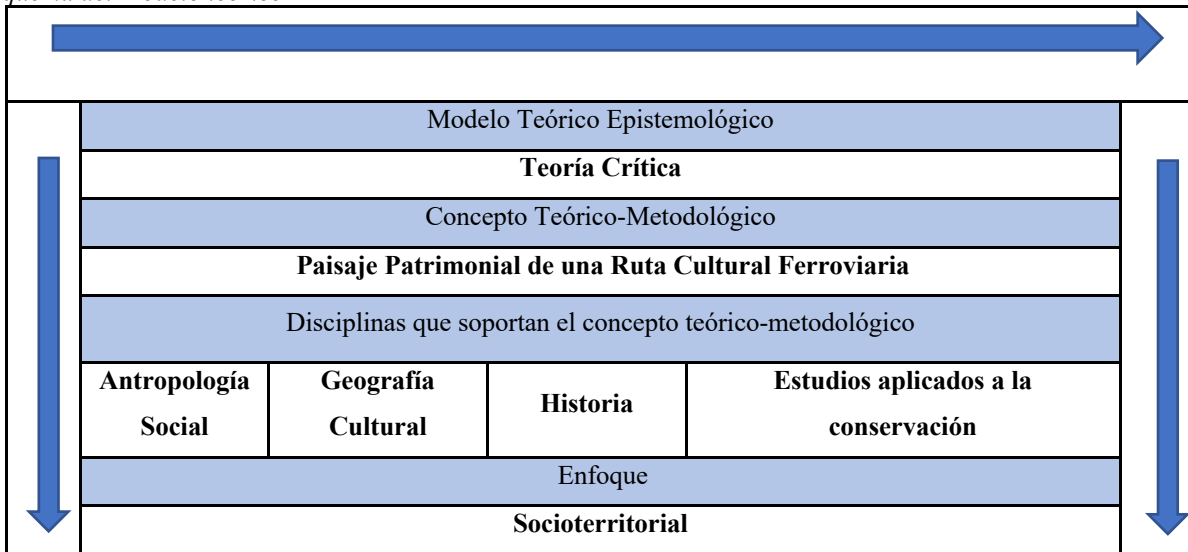 Modelo Teórico Epistemológico
Teoría Crítica
Concepto Teórico-Metodológico
Paisaje Patrimonial de una Ruta Cultural Ferroviaria
Disciplinas que soportan el concepto teórico-metodológico
Antropología
Social
Geografía
Cultural
Historia
Estudios aplicados a la
conservación
Enfoque
Socioterritorial